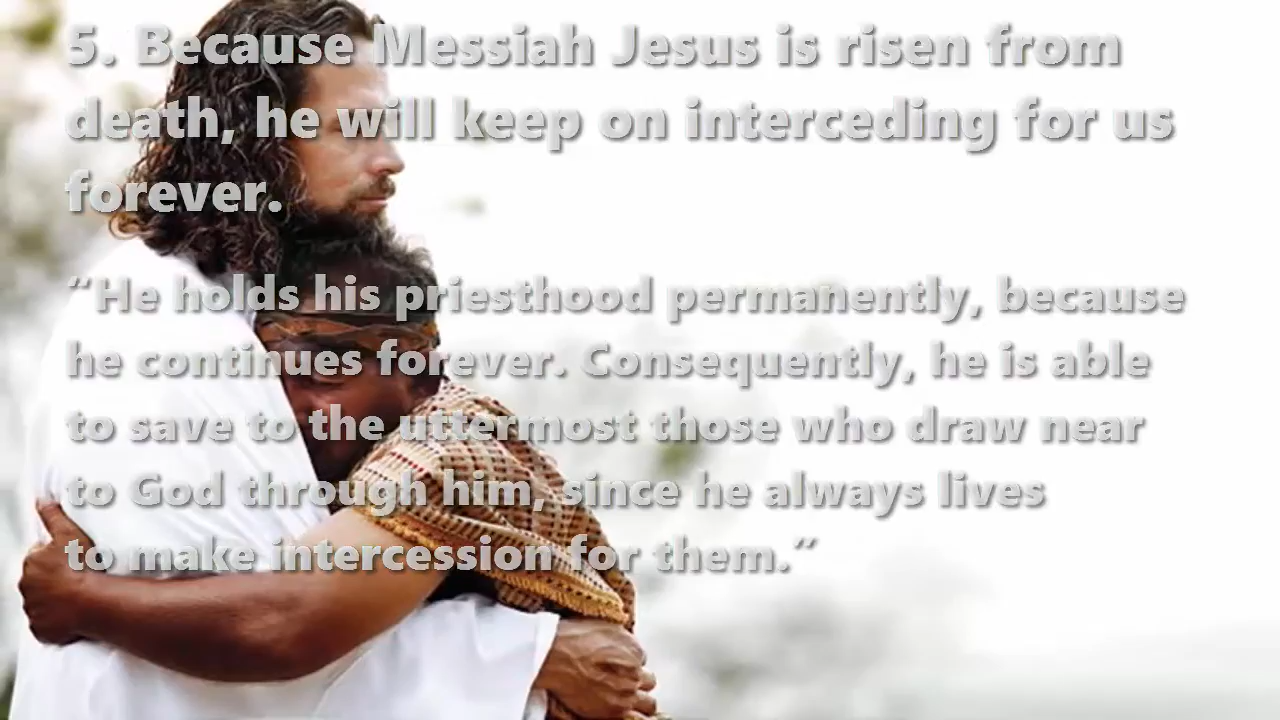 5. Because Messiah Jesus is risen from
death, he will keep on interceding for us
forever.
“He holds his priesthood permanently, because
he continues forever. Consequently, he is able
to save to the uttermost those who draw near
to God through him, since he always lives
to make intercession for them.”